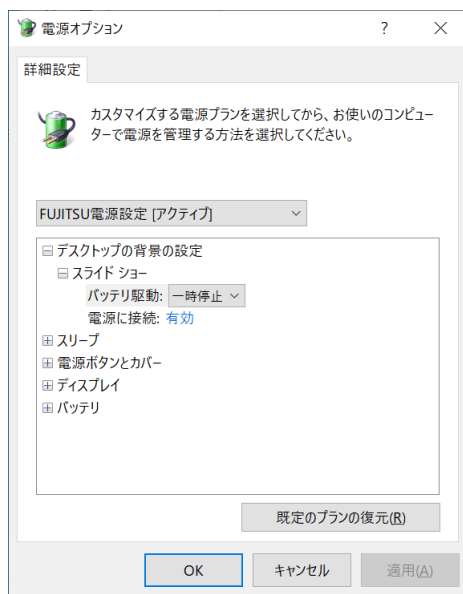 電源オプション
?
詳細設定
カスタマイズする電源プランを選択してから、お使いのコンピュー
ターで電源を管理する方法を選択してください。
FUJITSU電源設定 [アクティブ]
デスクトップの背景の設定
スライド ショー
バッテリ駆動: 一時停止
電源に接続: 有効
スリープ
電源ボタンとカバー
ディスプレイ
バッテリ
既定のプランの復元(R)
OK キャンセル 適用(A)